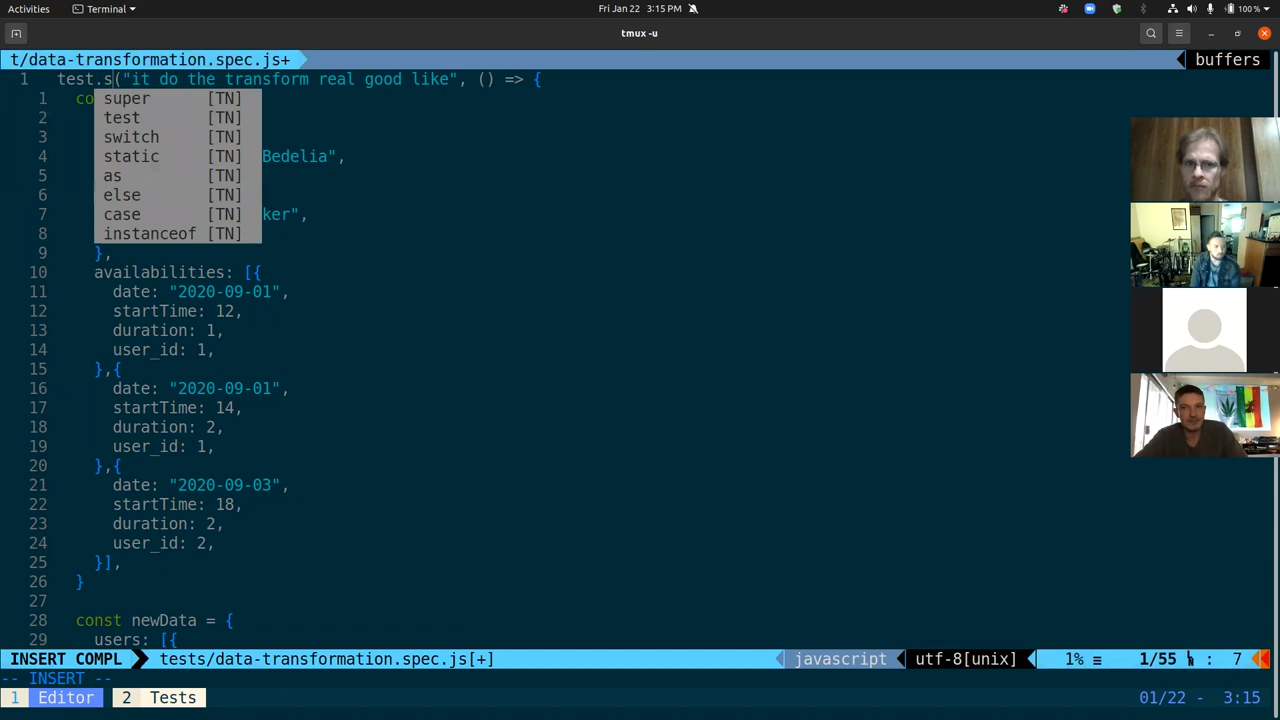 Activities Terminal Fri Jan 22 3:15 PM 100 %
tmux -u
t/data-transformation.spec.js+ buffers
1 test.s("it do the transform real good like", () => {
1 co
super [TN]
2 test [TN]
3 switch [TN]
4 static [TN] Bedelia",
5 as [TN]
6 else [TN]
7 case [TN] ker",
8 instanceof [TN]
9 },
10 availabilities: [{
11 date: "2020-09-01",
12 startTime: 12,
13 duration: 1,
14 user_id: 1,
15 },{
16 date: "2020-09-01",
17 startTime: 14,
18 duration: 2,
19 user_id: 1,
20 },{
21 date: "2020-09-03",
22 startTime: 18,
23 duration: 2,
24 user_id: 2,
25 }],
26 }
27
28 const newData = {
29 users: [{
INSERT COMPL tests/data-transformation.spec.js[+] javascript utf-8[unix] 1% ≡ 1/55 : 7
-- INSERT --
1 Editor 2 Tests 01/22 - 3:15